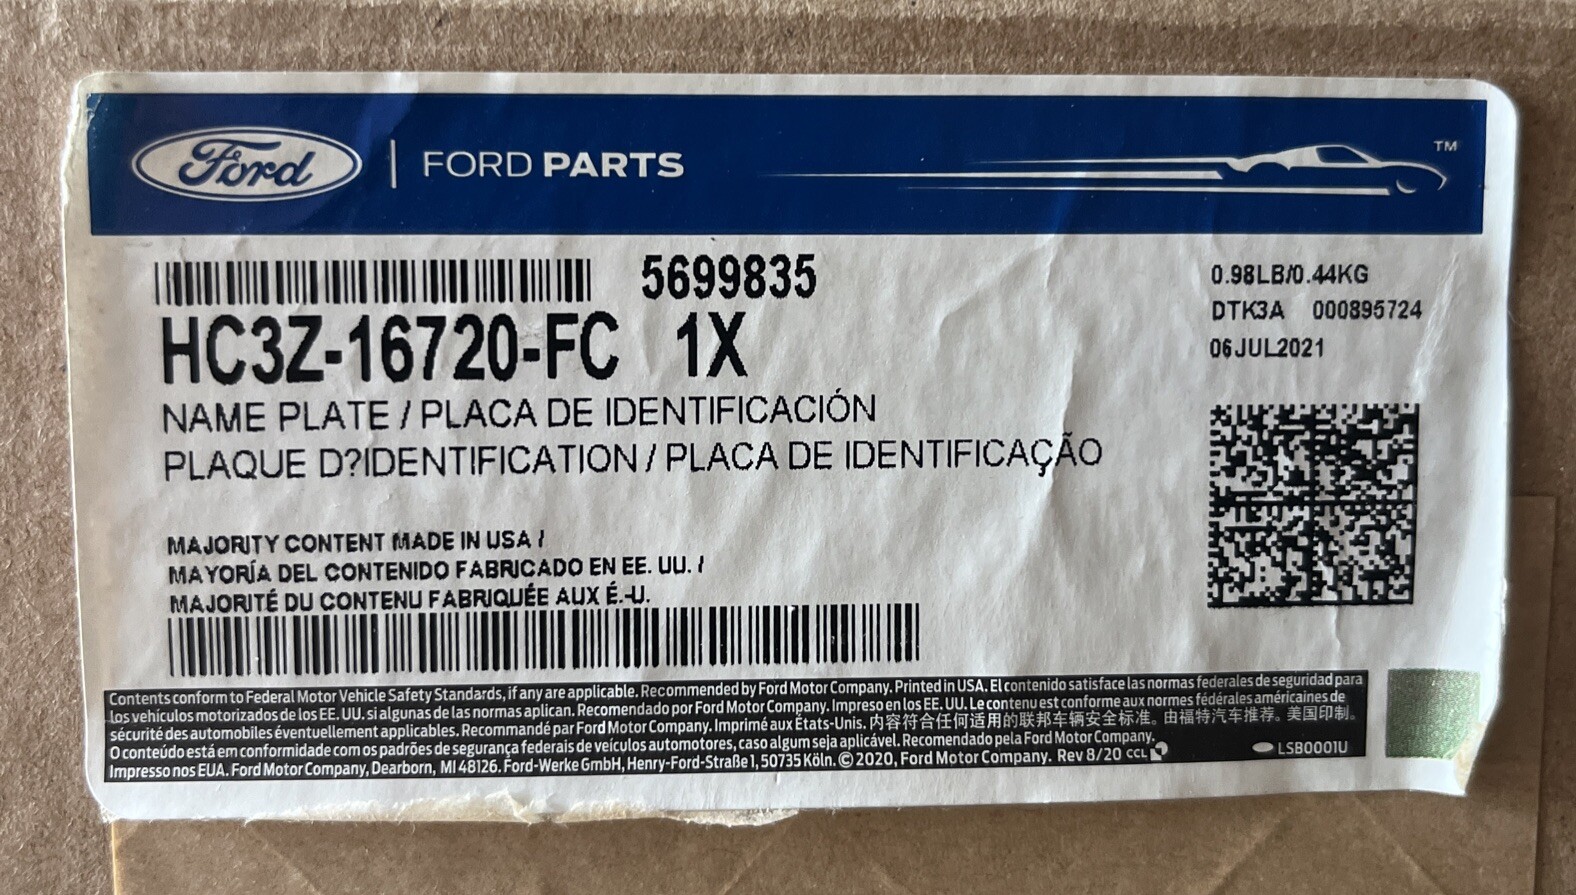 Ford | FORD PARTS TM
5699835
HC3Z-16720-FC 1X
NAME PLATE / PLACA DE IDENTIFICACIÓN
PLAQUE D?IDENTIFICATION / PLACA DE IDENTIFICAÇÃO
0.98LB/0.44KG
DTK3A 000895724
06JUL2021
MAJORITY CONTENT MADE IN USA /
MAYORÍA DEL CONTENIDO FABRICADO EN EE. UU. /
MAJORITÉ DU CONTENU FABRIQUÉE AUX É.-U.
Contents conform to Federal Motor Vehicle Safety Standards, if any are applicable. Recommended by Ford Motor Company. Printed in USA. El contenido satisface las normas federales de seguridad para
los vehículos motorizados de los EE. UU. si algunas de las normas aplican. Recomendado por Ford Motor Company. Impreso en los EE. UU. Le contenu est conforme aux normes fédérales américaines de
sécurité des automobiles éventuellement applicables. Recommandé par Ford Motor Company. Imprimé aux États-Unis. 内容符合任何适用的联邦车辆安全标准。由福特汽车推荐。美国印制。
O conteúdo está em conformidade com os padrões de segurança federais de veículos automotores, caso algum seja aplicável. Recomendado pela Ford Motor Company.
Impresso nos EUA. Ford Motor Company, Dearborn, MI 48126. Ford-Werke GmbH, Henry-Ford-Straße 1, 50735 Köln. © 2020, Ford Motor Company. Rev 8/20 CCL
LSB0001U